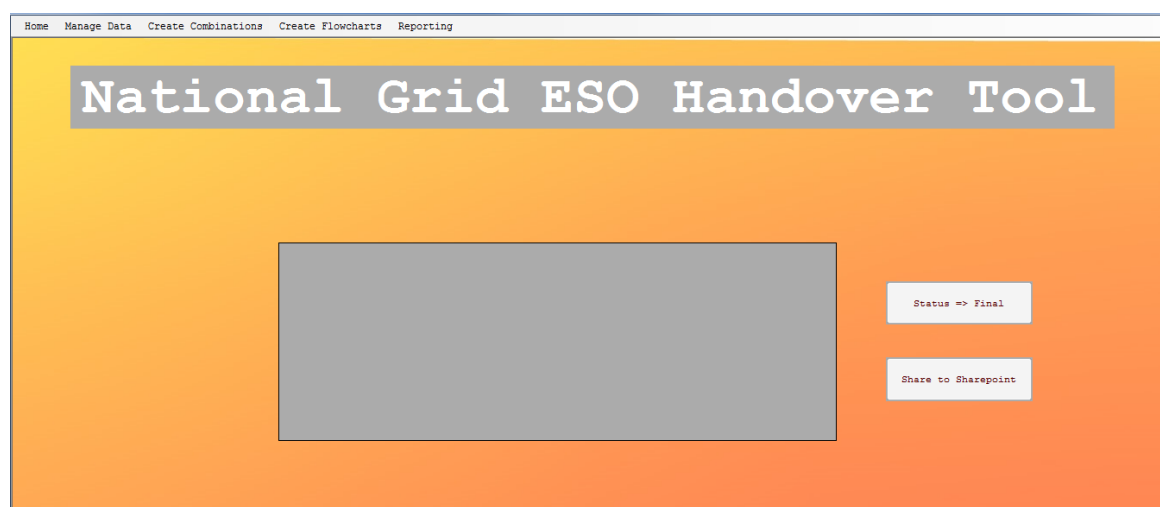 Home Manage Data Create Combinations Create Flowcharts Reporting
National Grid ESO Handover Tool
Status => Final
Share to Sharepoint